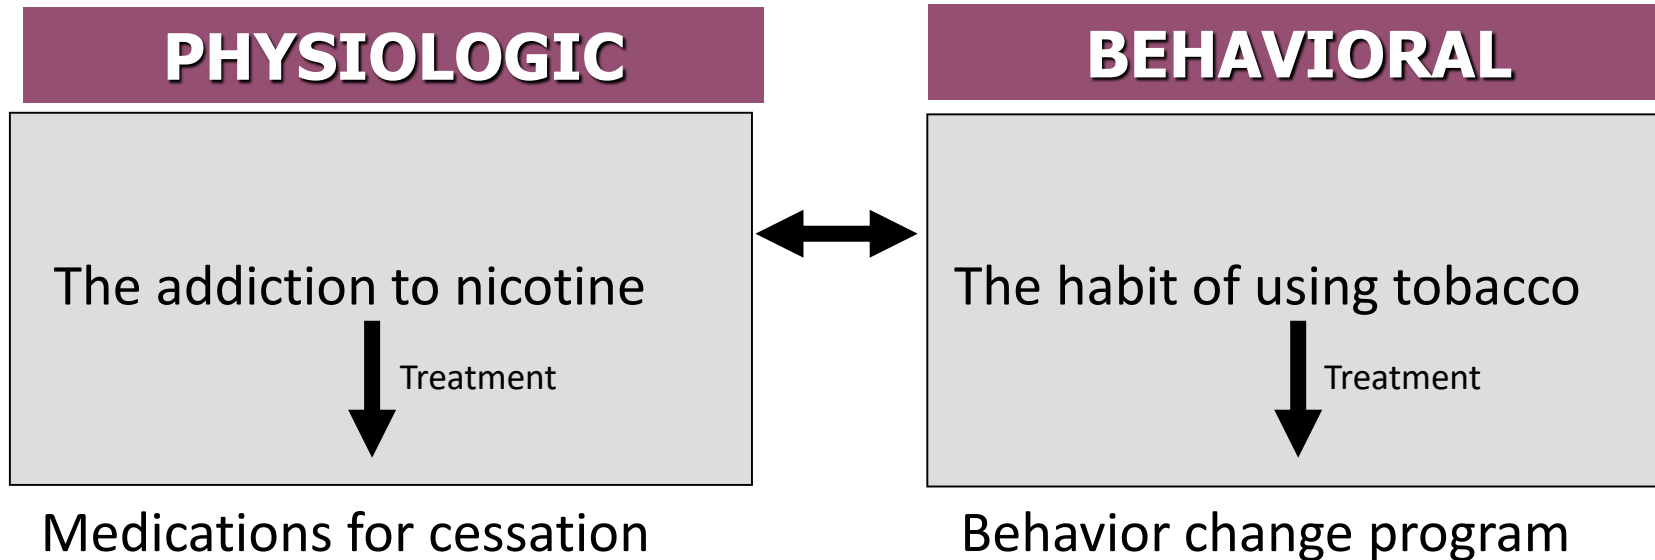 PHYSIOLOGIC
The addiction to nicotine
Treatment
Medications for cessation
BEHAVIORAL
The habit of using tobacco
Treatment
Behavior change program